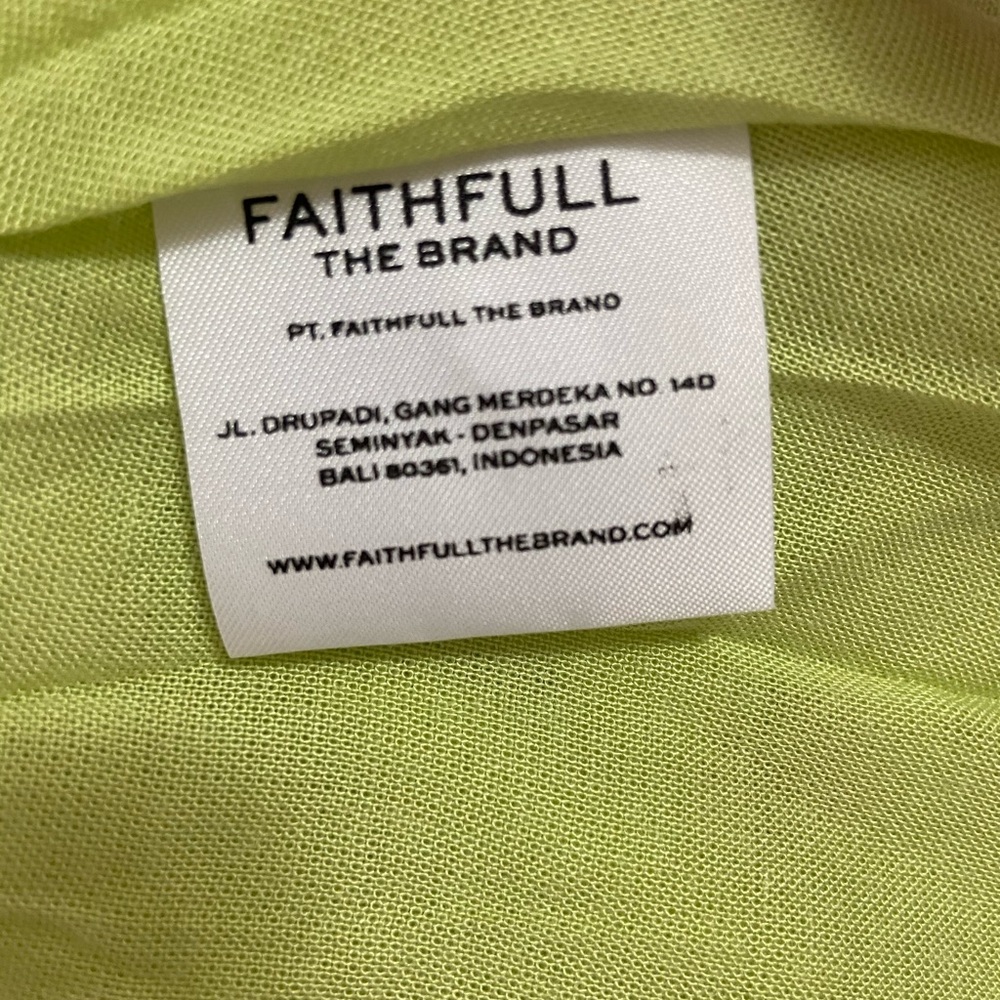 FAITHFULL
THE BRAND
PT. FAITHFULL THE BRAND
JL. DRUPADI, GANG MERDEKA NO 14D
SEMINYAK - DENPASAR
BALI 80361, INDONESIA
WWW.FAITHFULLTHEBRAND.COM